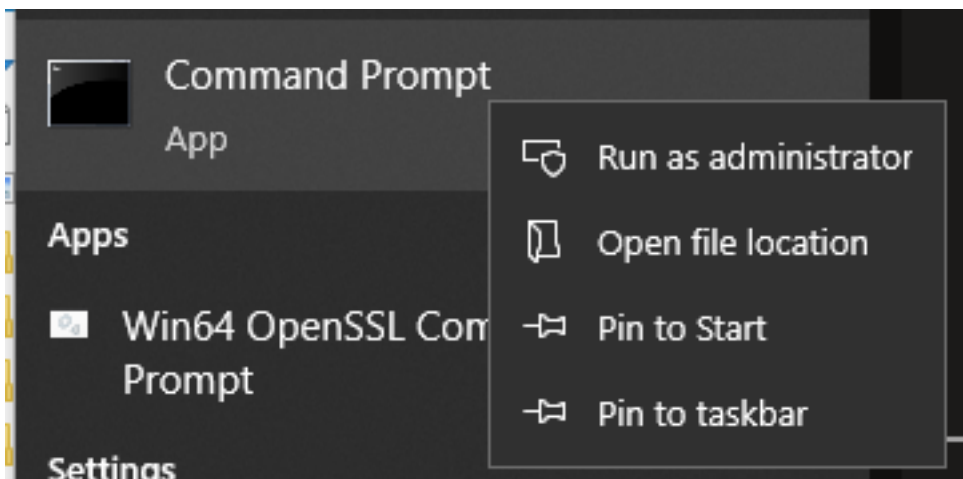 Command Prompt
App
Run as administrator
Open file location
Pin to Start
Pin to taskbar
Apps
Win64 OpenSSL Com
Prompt
Settings